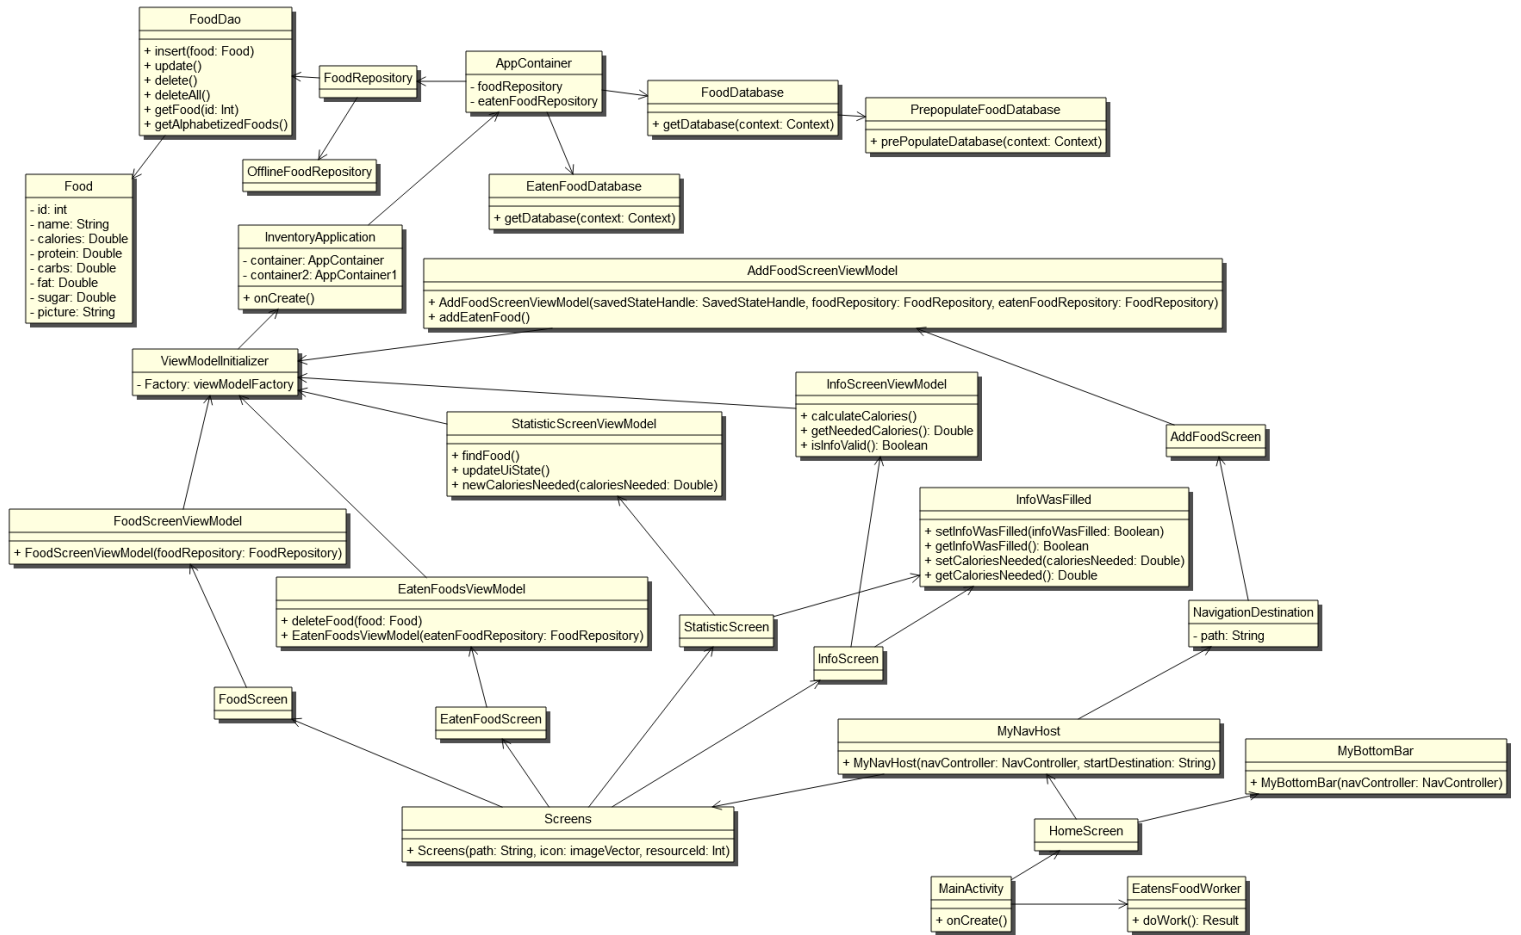 FoodDao
+ insert(food: Food)
+ update()
+ delete()
+ deleteAll()
+ getFood(id: Int)
+ getAlphabetizedFoods()
FoodRepository
AppContainer
- foodRepository
- eatenFoodRepository
FoodDatabase
+ getDatabase(context: Context)
PrepopulateFoodDatabase
+ prePopulateDatabase(context: Context)
OfflineFoodRepository
Food
- id: int
- name: String
- calories: Double
- protein: Double
- carbs: Double
- fat: Double
- sugar: Double
- picture: String
EatenFoodDatabase
+ getDatabase(context: Context)
InventoryApplication
- container: AppContainer
- container2: AppContainer1
+ onCreate()
AddFoodScreenViewModel
+ AddFoodScreenViewModel(savedStateHandle: SavedStateHandle, foodRepository: FoodRepository, eatenFoodRepository: FoodRepository)
+ addEatenFood()
ViewModelInitializer
- Factory: viewModelFactory
InfoScreenViewModel
+ calculateCalories()
+ getNeededCalories(): Double
+ isInfoValid(): Boolean
StatisticScreenViewModel
+ findFood()
+ updateUiState()
+ newCaloriesNeeded(caloriesNeeded: Double)
AddFoodScreen
InfoWasFilled
+ setInfoWasFilled(infoWasFilled: Boolean)
+ getInfoWasFilled(): Boolean
+ setCaloriesNeeded(caloriesNeeded: Double)
+ getCaloriesNeeded(): Double
FoodScreenViewModel
+ FoodScreenViewModel(foodRepository: FoodRepository)
EatenFoodsViewModel
+ deleteFood(food: Food)
+ EatenFoodsViewModel(eatenFoodRepository: FoodRepository)
StatisticScreen
NavigationDestination
- path: String
InfoScreen
FoodScreen
EatenFoodScreen
MyNavHost
+ MyNavHost(navController: NavController, startDestination: String)
MyBottomBar
+ MyBottomBar(navController: NavController)
Screens
+ Screens(path: String, icon: imageVector, resourceId: Int)
HomeScreen
MainActivity
+ onCreate()
EatensFoodWorker
+ doWork(): Result